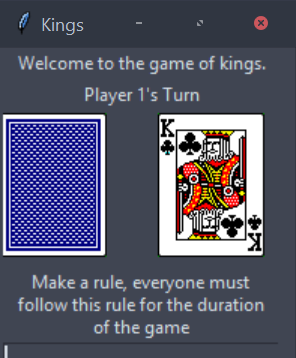 Kings
Welcome to the game of kings.
Player 1's Turn
K
K
Make a rule, everyone must
follow this rule for the duration
of the game